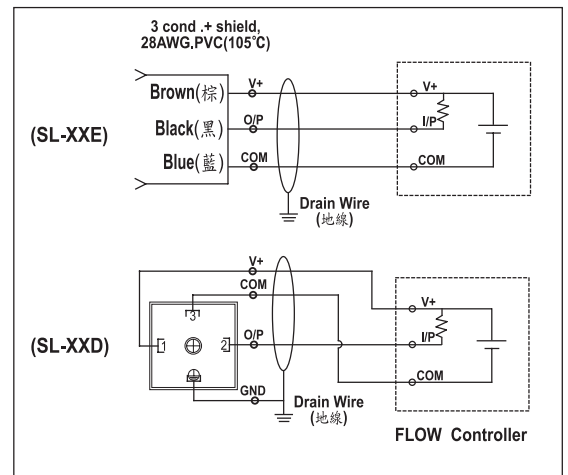 3 cond .+ shield,
28AWG,PVC(105°C)
(SL-XXE)
Brown(棕)
Black(黑)
Blue(藍)
V+
O/P
COM
Drain Wire
(地線)
V+
I/P
COM
(SL-XXD)
1
3
2
V+
COM
O/P
GND
Drain Wire
(地線)
V+
I/P
COM
FLOW Controller